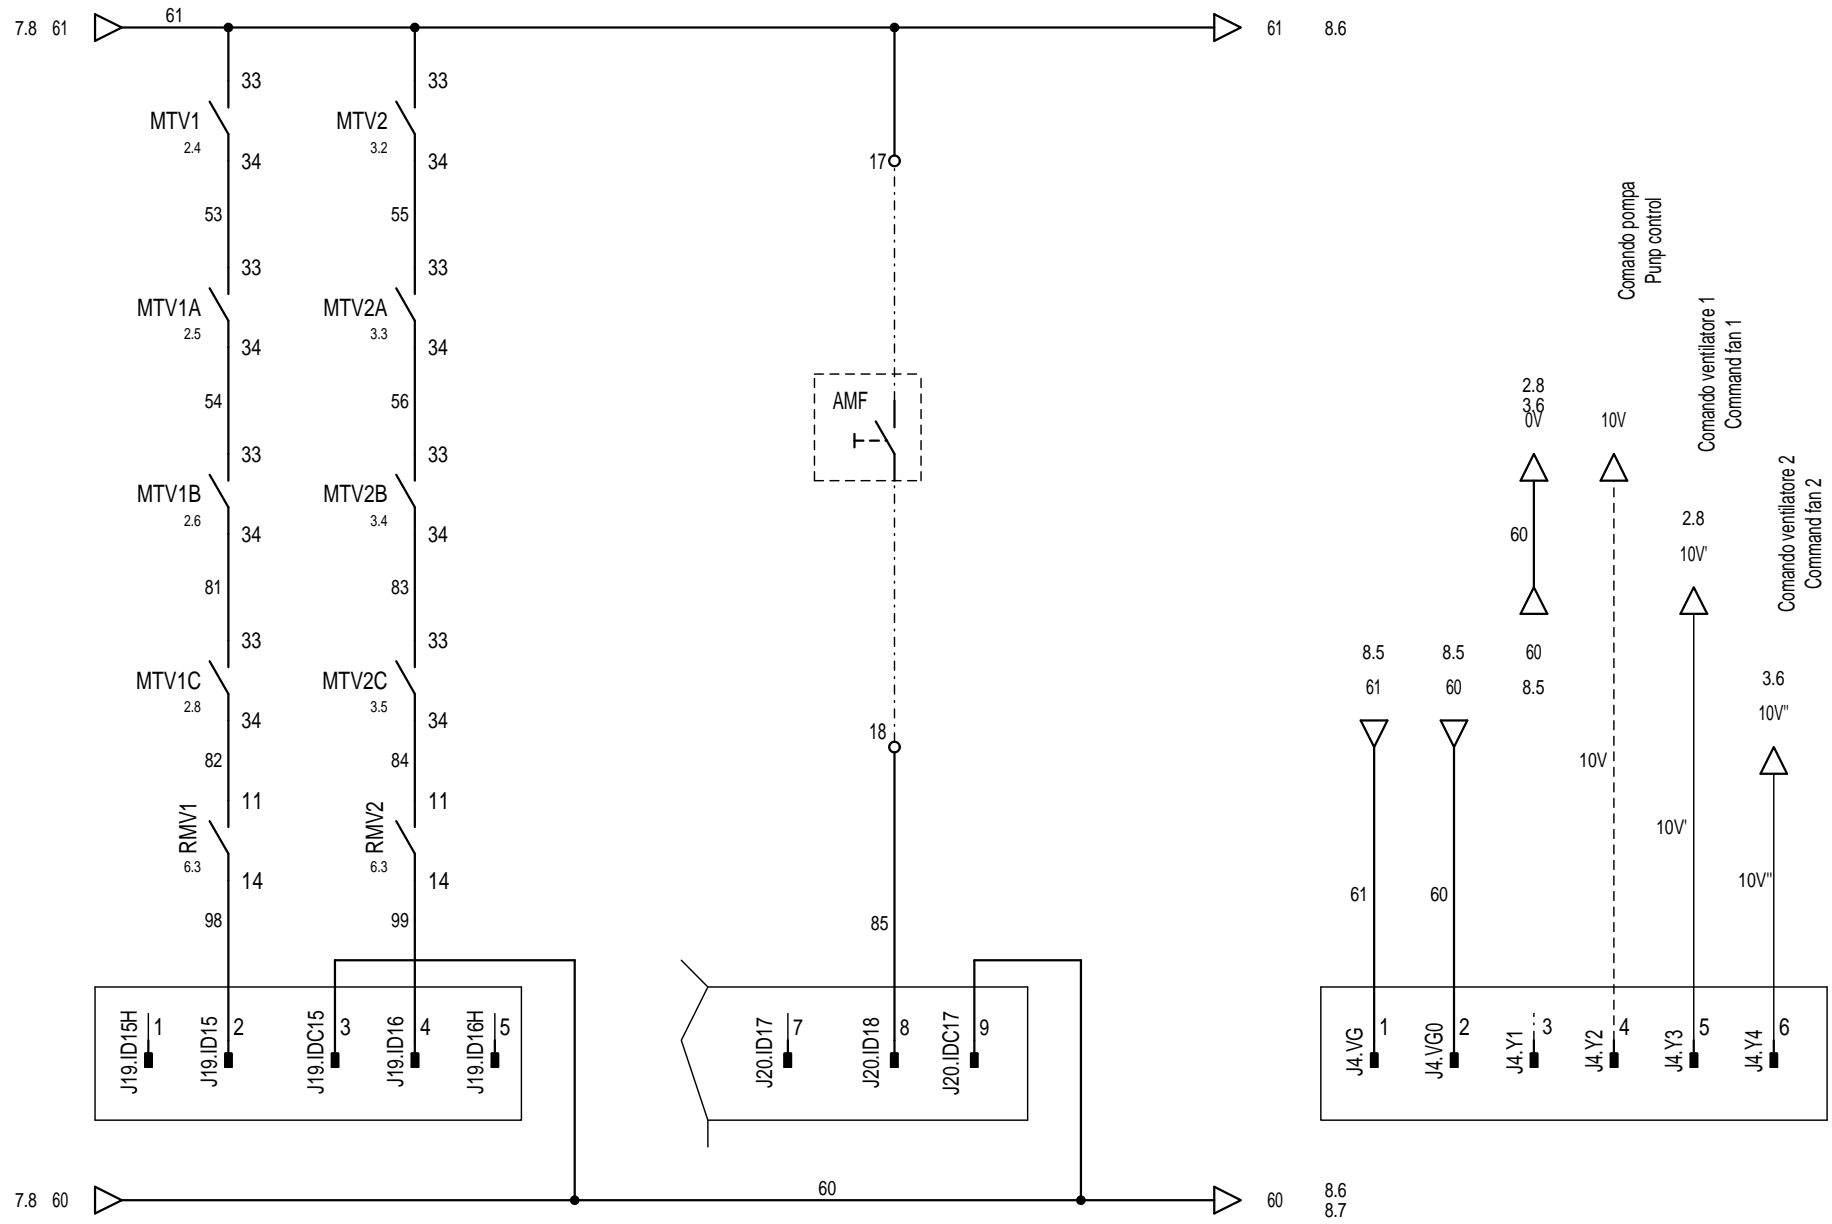 7.8 61
61
61 8.6
33
33
MTV1
2.4
MTV2
3.2
34
34
17
53
55
33
33
MTV1A
2.5
MTV2A
3.3
34
34
54
56
AMF
33
33
MTV1B
2.6
MTV2B
3.4
34
34
81
83
33
33
MTV1C
2.8
MTV2C
3.5
34
34
18
82
84
11
11
RMV1
6.3
RMV2
6.3
14
14
98
99
85
J19.ID15H
1
J19.ID15
2
J19.IDC15
3
J19.ID16
4
J19.ID16H
5
J20.ID17
7
J20.ID18
8
J20.IDC17
9
7.8 60
60
60
8.6
8.7
Comando pompa
Punp control
Comando ventilatore 1
Command fan 1
Comando ventilatore 2
Command fan 2
2.8
3.6
0V
10V
60
2.8
10V'
8.5
61
8.5
60
60
8.5
3.6
10V"
10V
10V'
10V"
61
60
J4.VG
1
J4.VG0
2
J4.Y1
3
J4.Y2
4
J4.Y3
5
J4.Y4
6